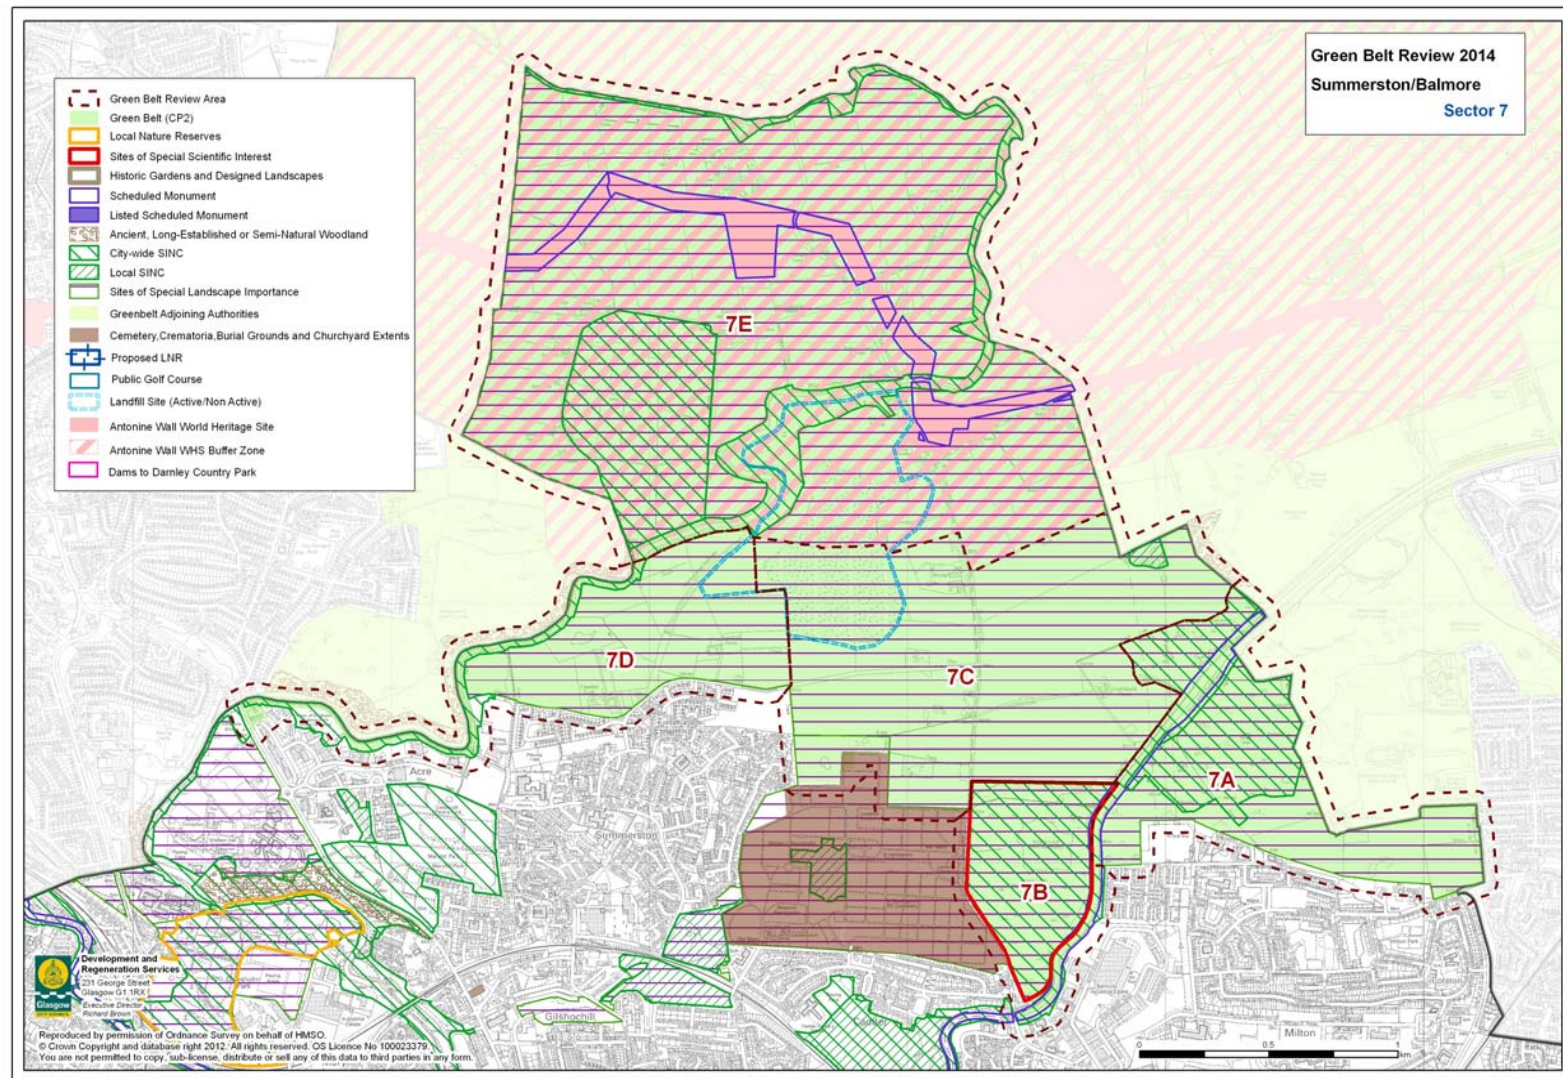 Green Belt Review 2014
Summerston/Balmore
Sector 7
Green Belt Review Area
Green Belt (CP2)
Local Nature Reserves
Sites of Special Scientific Interest
Historic Gardens and Designed Landscapes
Scheduled Monument
Listed Scheduled Monument
Ancient, Long-Established or Semi-Natural Woodland
City-wide SINC
Local SINC
Sites of Special Landscape Importance
Greenbelt Adjoining Authorities
Cemetery,Crematoria,Burial Grounds and Churchyard Extents
Proposed LNR
Public Golf Course
Landfill Site (Active/Non Active)
Antonine Wall World Heritage Site
Antonine Wall WHS Buffer Zone
Dams to Darnley Country Park
7E
7D
7C
7A
7B
Acre
Summerston
Gilshochill
Milton
Development and
Regeneration Services
231 George Street
Glasgow G1 1RX
Executive Director
Richard Brown
Glasgow
CITY COUNCIL
Reproduced by permission of Ordnance Survey on behalf of HMSO.
© Crown Copyright and database right 2012. All rights reserved. OS Licence No 100023379.
You are not permitted to copy, sub-license, distribute or sell any of this data to third parties in any form.
0 0.5 1
km